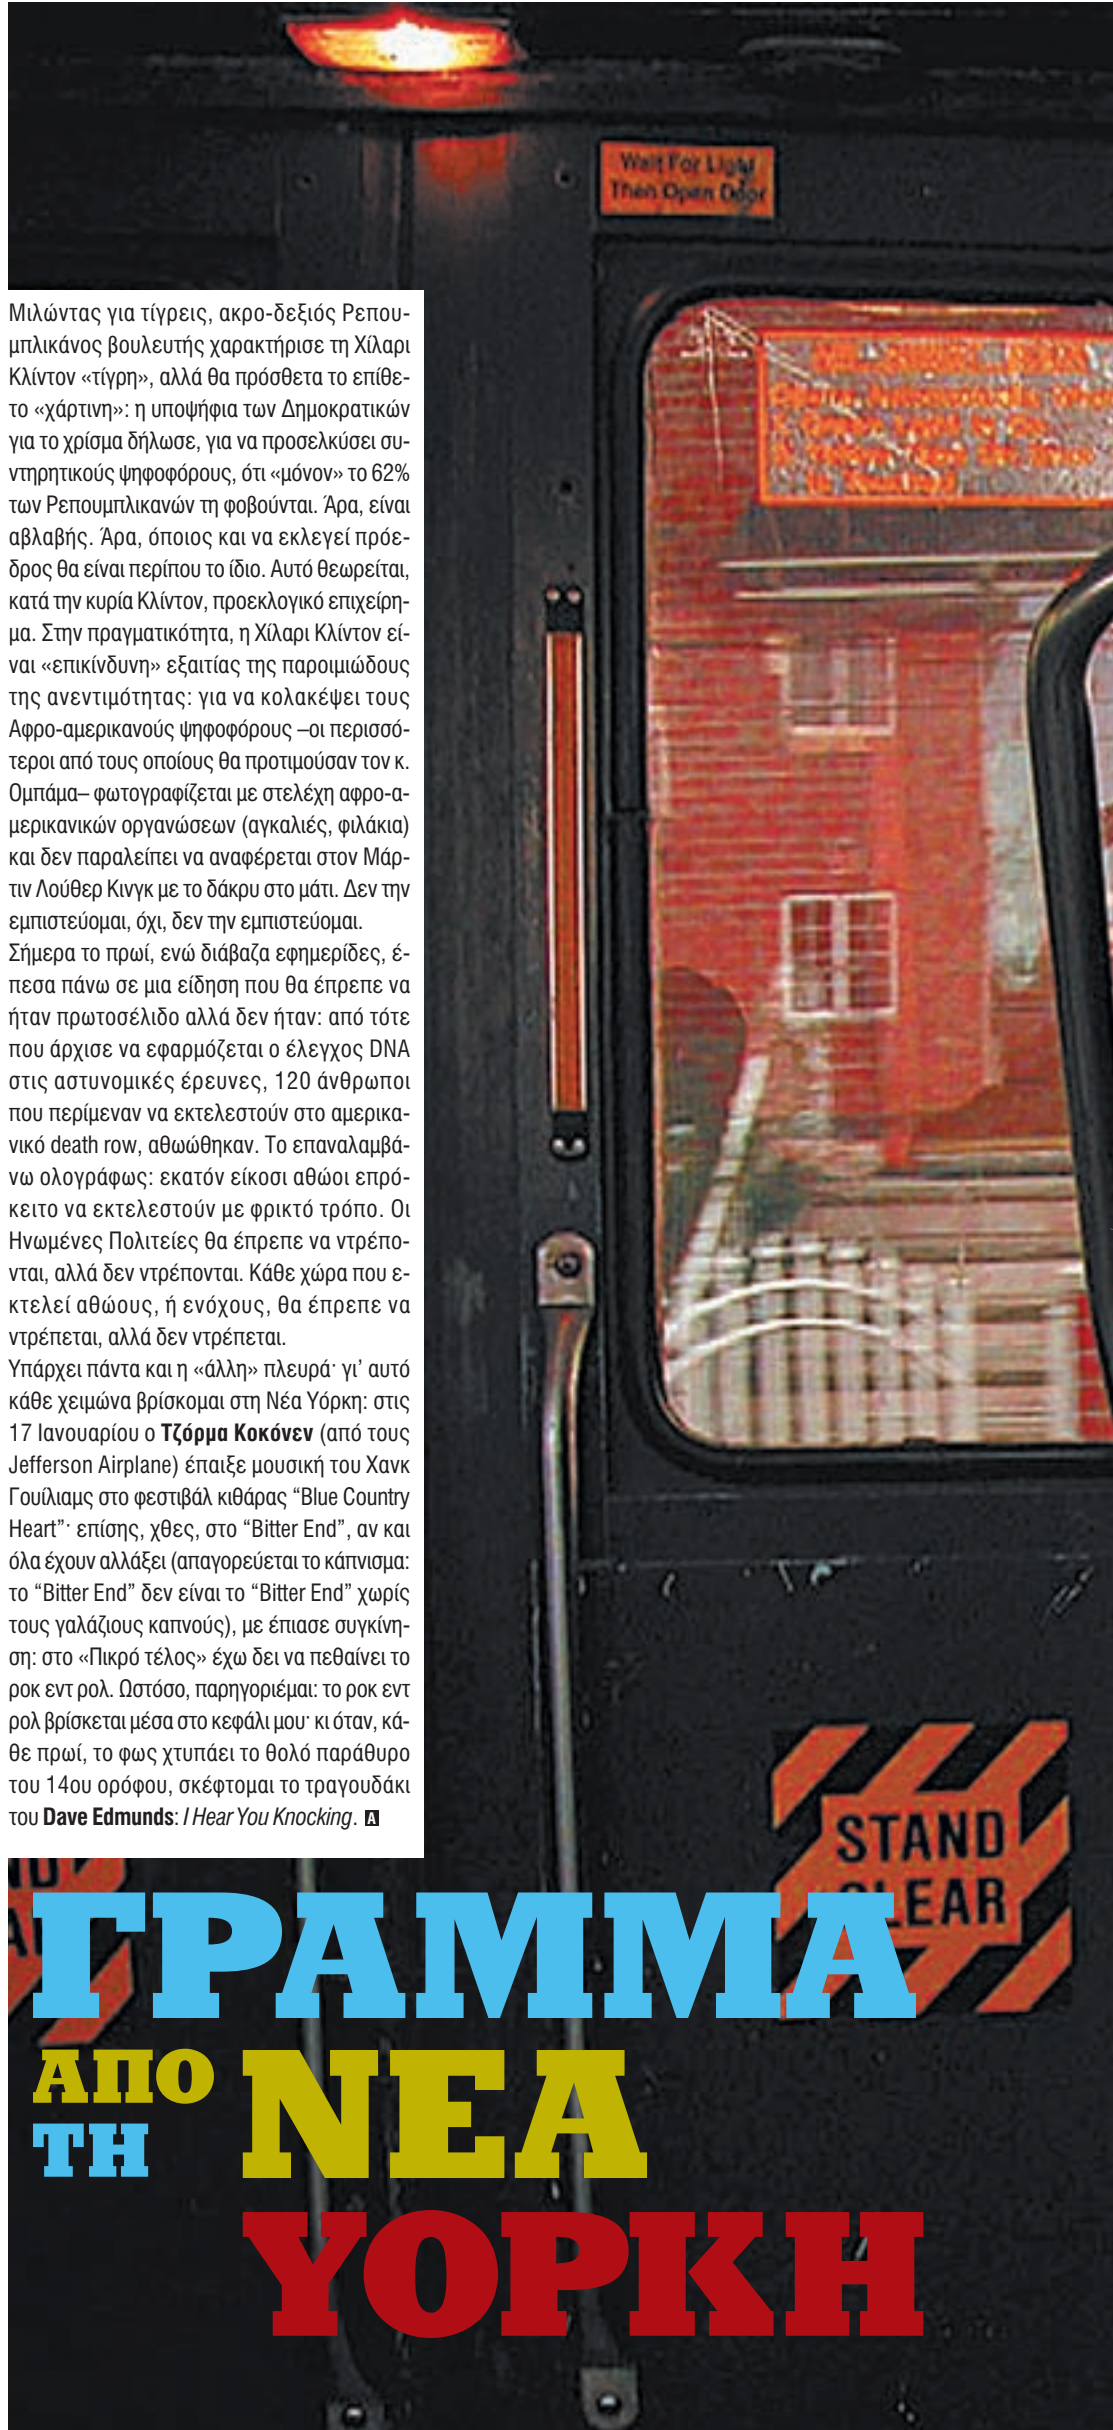 Wait For Light
Then Open Door
Μιλώντας για τίγρεις, ακρο-δεξιός Ρεπου-
μπλικάνος βουλευτής χαρακτήρισε τη Χίλαρι
Κλίντον «τίγρη», αλλά θα πρόσθετα το επίθε-
το «χάρτινη»: η υποψήφια των Δημοκρατικών
για το χρίσμα δήλωσε, για να προσελκύσει συ-
ντηρητικούς ψηφοφόρους, ότι «μόνον» το 62%
των Ρεπουμπλικανών τη φοβούνται. Άρα, είναι
αβλαβής. Άρα, όποιος και να εκλεγεί πρόε-
δρος θα είναι περίπου το ίδιο. Αυτό θεωρείται,
κατά την κυρία Κλίντον, προεκλογικό επιχείρη-
μα. Στην πραγματικότητα, η Χίλαρι Κλίντον εί-
ναι «επικίνδυνη» εξαιτίας της παροιμιώδους
της ανεντιμότητας: για να κολακέψει τους
Αφρο-αμερικανούς ψηφοφόρους –οι περισσό-
τεροι από τους οποίους θα προτιμούσαν τον κ.
Ομπάμα– φωτογραφίζεται με στελέχη αφρο-α-
μερικανικών οργανώσεων (αγκαλιές, φιλάκια)
και δεν παραλείπει να αναφέρεται στον Μάρ-
τιν Λούθερ Κινγκ με το δάκρυ στο μάτι. Δεν την
εμπιστεύομαι, όχι, δεν την εμπιστεύομαι.
Σήμερα το πρωί, ενώ διάβαζα εφημερίδες, έ-
πεσα πάνω σε μια είδηση που θα έπρεπε να
ήταν πρωτοσέλιδο αλλά δεν ήταν: από τότε
που άρχισε να εφαρμόζεται ο έλεγχος DNA
στις αστυνομικές έρευνες, 120 άνθρωποι
που περίμεναν να εκτελεστούν στο αμερικα-
νικό death row, αθωώθηκαν. Το επαναλαμβά-
νω ολογράφως: εκατόν είκοσι αθώοι επρό-
κειτο να εκτελεστούν με φρικτό τρόπο. Οι
Ηνωμένες Πολιτείες θα έπρεπε να ντρέπο-
νται, αλλά δεν ντρέπονται. Κάθε χώρα που ε-
κτελεί αθώους, ή ενόχους, θα έπρεπε να
ντρέπεται, αλλά δεν ντρέπεται.
Υπάρχει πάντα και η «άλλη» πλευρά· γι’ αυτό
κάθε χειμώνα βρίσκομαι στη Νέα Υόρκη: στις
17 Ιανουαρίου ο Τζόρμα Κοκόνεν (από τους
Jefferson Airplane) έπαιξε μουσική του Χανκ
Γουίλιαμς στο φεστιβάλ κιθάρας “Blue Country
Heart”· επίσης, χθες, στο “Bitter End”, αν και
όλα έχουν αλλάξει (απαγορεύεται το κάπνισμα:
το “Bitter End” δεν είναι το “Bitter End” χωρίς
τους γαλάζιους καπνούς), με έπιασε συγκίνη-
ση: στο «Πικρό τέλος» έχω δει να πεθαίνει το
ροκ εντ ρολ. Ωστόσο, παρηγοριέμαι: το ροκ εντ
ρολ βρίσκεται μέσα στο κεφάλι μου· κι όταν, κά-
θε πρωί, το φως χτυπάει το θολό παράθυρο
του 14ου ορόφου, σκέφτομαι το τραγουδάκι
του Dave Edmunds: I Hear You Knocking. A
STAND
CLEAR
ΓΡΑΜΜΑ
ΑΠΟ
ΤΗ
ΝΕΑ
ΥΟΡΚΗ